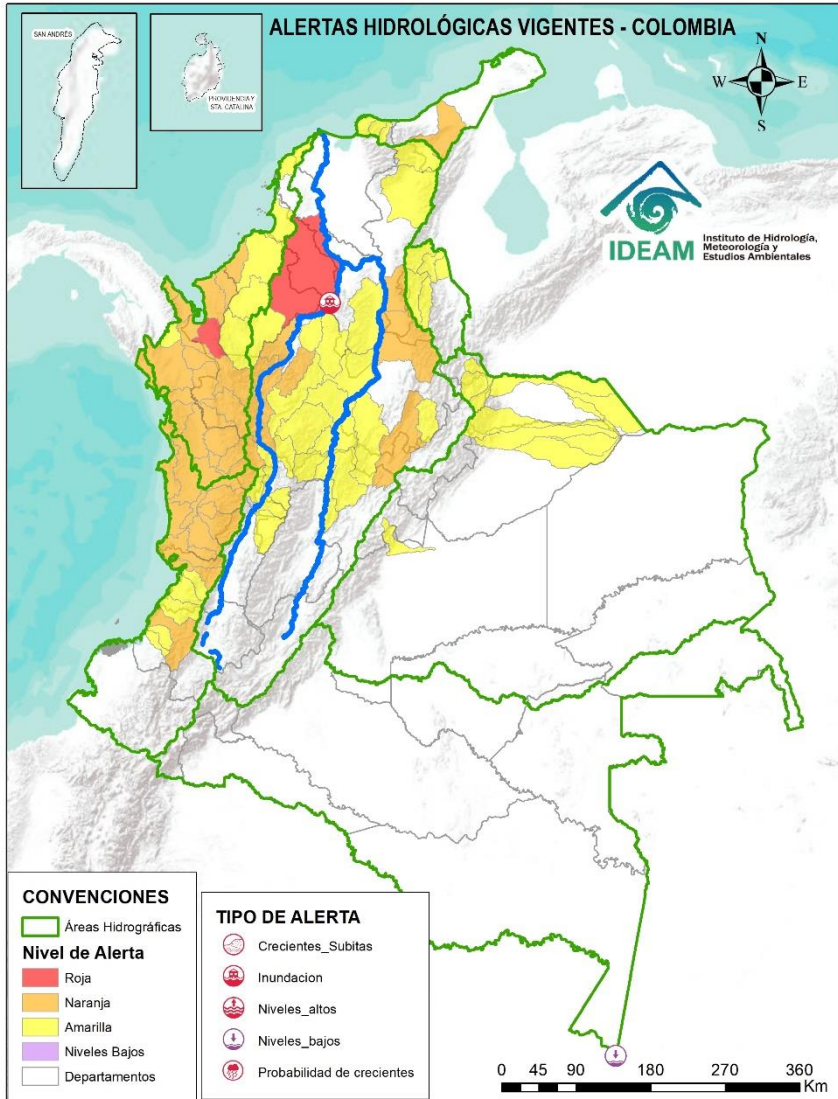 ALERTAS HIDROLÓGICAS VIGENTES - COLOMBIA
SAN ANDRÉS
PROVIDENCIA Y
STA. CATALINA
N
W
E
S
IDEAM
Instituto de Hidrología,
Meteorología y
Estudios Ambientales
CONVENCIONES
Áreas Hidrográficas
Nivel de Alerta
Roja
Naranja
Amarilla
Niveles Bajos
Departamentos
TIPO DE ALERTA
Crecientes_Subitas
Inundacion
Niveles_altos
Niveles_bajos
Probabilidad de crecientes
0 45 90 180 270 360
Km